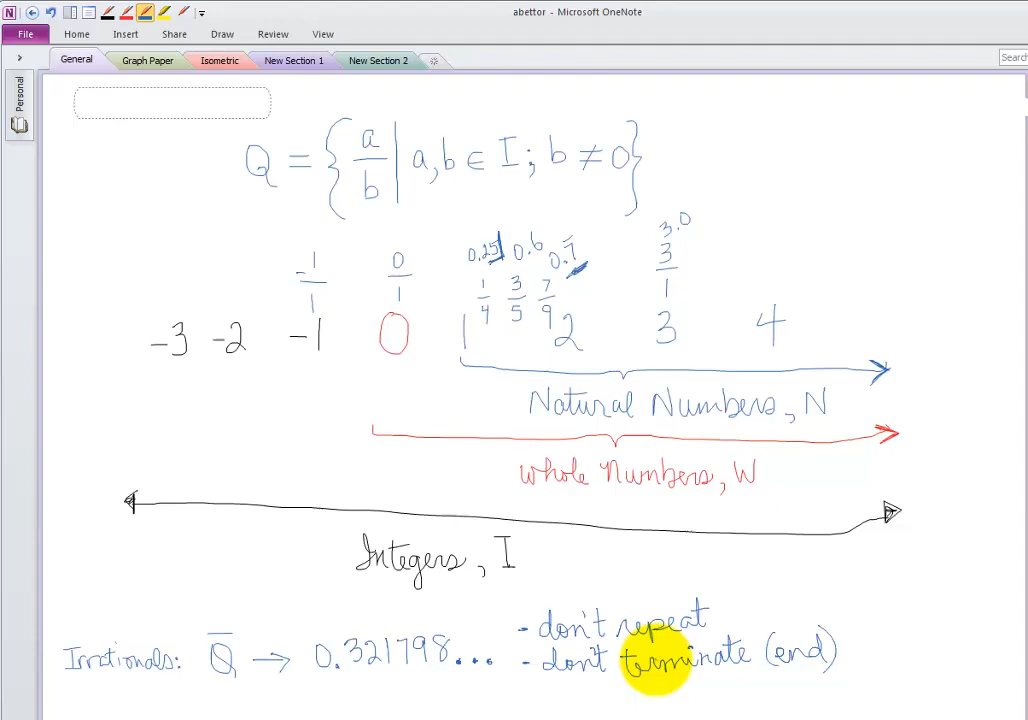 abettor - Microsoft OneNote
File Home Insert Share Draw Review View
General Graph Paper Isometric New Section 1 New Section 2
Search
Personal
Q = { a/b | a, b ∈ I ; b ≠ 0 }
3.0
0.25 0.6 0.7̅ 3/1
-1/1 0/1 1/4 3/5 7/9
-3 -2 -1 0 1 2 3 4
Natural Numbers, N
Whole Numbers, W
Integers, I
- don't repeat
Irrationals: Q̅ → 0.321798... - don't terminate (end)